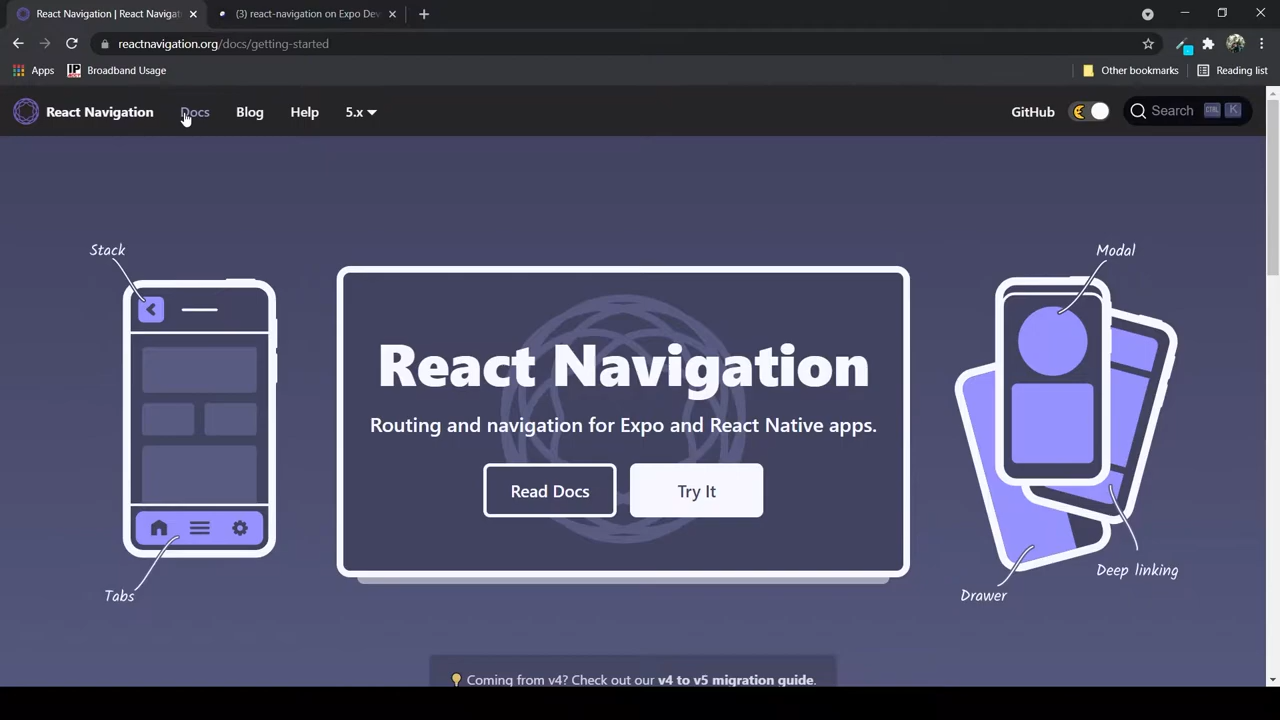 React Navigation | React Navigat
(3) react-navigation on Expo Dev
reactnavigation.org/docs/getting-started
Apps
Broadband Usage
Other bookmarks
Reading list
React Navigation
Docs
Blog
Help
5.x
GitHub
Search
CTRL
K
Stack
Modal
React Navigation
Routing and navigation for Expo and React Native apps.
Read Docs
Try It
Tabs
Drawer
Deep linking
Coming from v4? Check out our v4 to v5 migration guide.